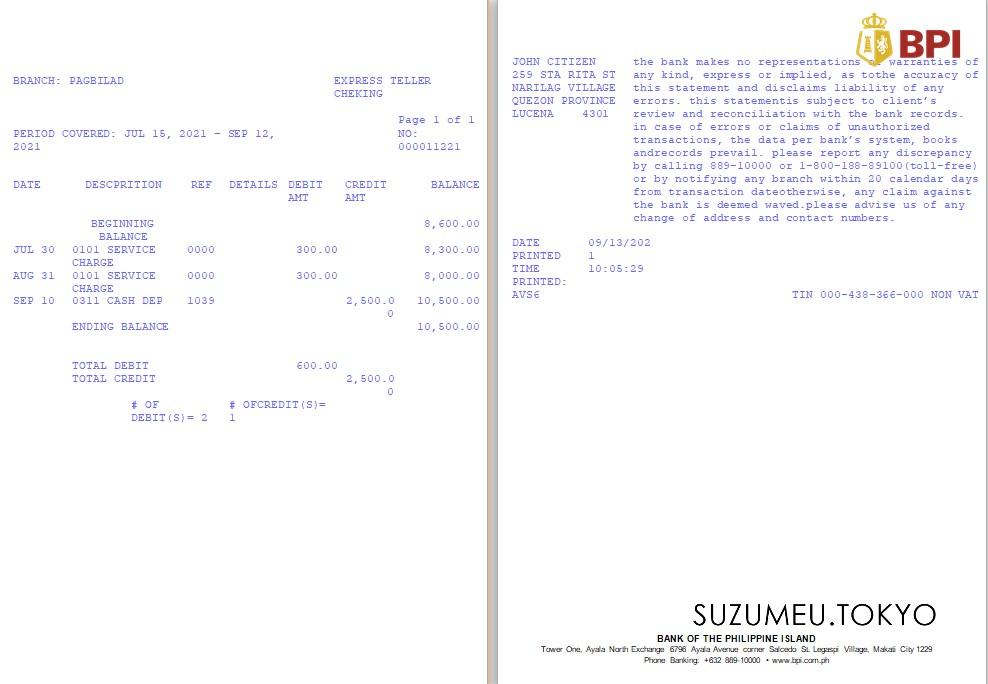 BRANCH: PAGBILAD EXPRESS TELLER
CHEKING
Page 1 of 1
PERIOD COVERED: JUL 15, 2021 – SEP 12, NO:
2021 000011221
DATE DESCPRITION REF DETAILS DEBIT CREDIT BALANCE
AMT AMT
BEGINNING 8,600.00
BALANCE
JUL 30 0101 SERVICE 0000 300.00 8,300.00
CHARGE
AUG 31 0101 SERVICE 0000 300.00 8,000.00
CHARGE
SEP 10 0311 CASH DEP 1039 2,500.0 10,500.00
0
ENDING BALANCE 10,500.00
TOTAL DEBIT 600.00
TOTAL CREDIT 2,500.0
0
# OF # OFCREDIT(S)=
DEBIT(S)= 2 1
BPI
JOHN CITIZEN
259 STA RITA ST
NARILAG VILLAGE
QUEZON PROVINCE
LUCENA 4301
the bank makes no representations warranties of
any kind, express or implied, as tothe accuracy of
this statement and disclaims liability of any
errors. this statementis subject to client's
review and reconciliation with the bank records.
in case of errors or claims of unauthorized
transactions, the data per bank's system, books
andrecords prevail. please report any discrepancy
by calling 889-10000 or 1-800-188-89100(toll-free)
or by notifying any branch within 20 calendar days
from transaction dateotherwise, any claim against
the bank is deemed waved.please advise us of any
change of address and contact numbers.
DATE 09/13/202
PRINTED 1
TIME 10:05:29
PRINTED:
AVS6 TIN 000-438-366-000 NON VAT
SUZUMEU.TOKYO
BANK OF THE PHILIPPINE ISLAND
Tower One, Ayala North Exchange 6796 Ayala Avenue corner Salcedo St. Legaspi Village, Makati City 1229
Phone Banking: +632 889-10000 • www.bpi.com.ph